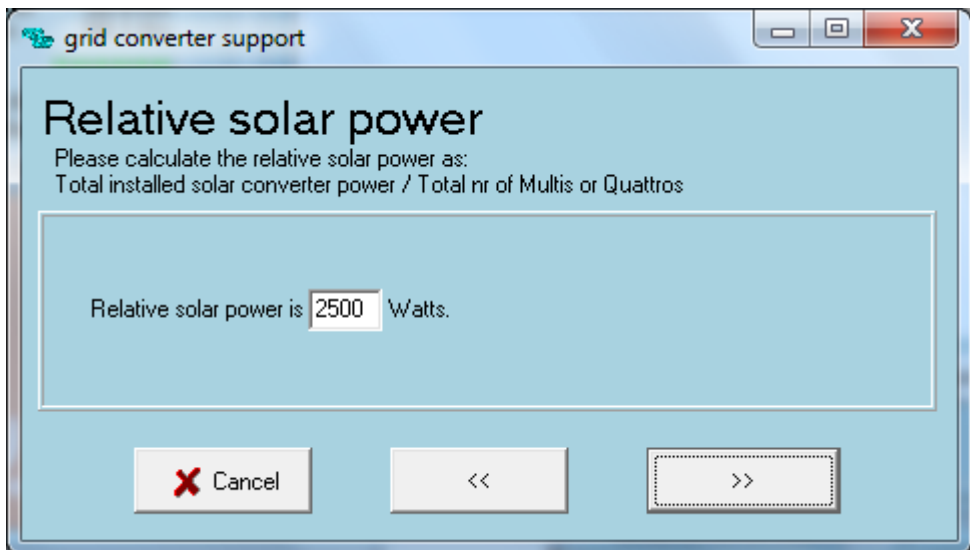 grid converter support
Relative solar power
Please calculate the relative solar power as:
Total installed solar converter power / Total nr of Multis or Quattros
Relative solar power is 2500 Watts.
Cancel << >>